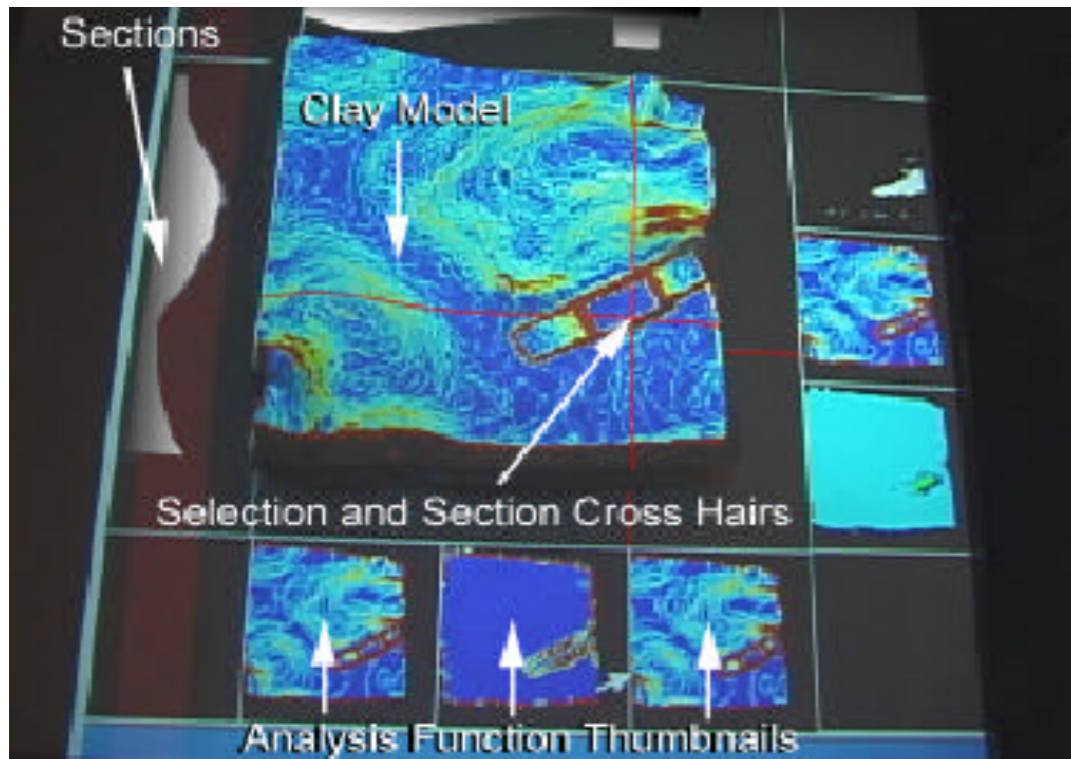 Sections
Clay Model
Selection and Section Cross Hairs
Analysis Function Thumbnails